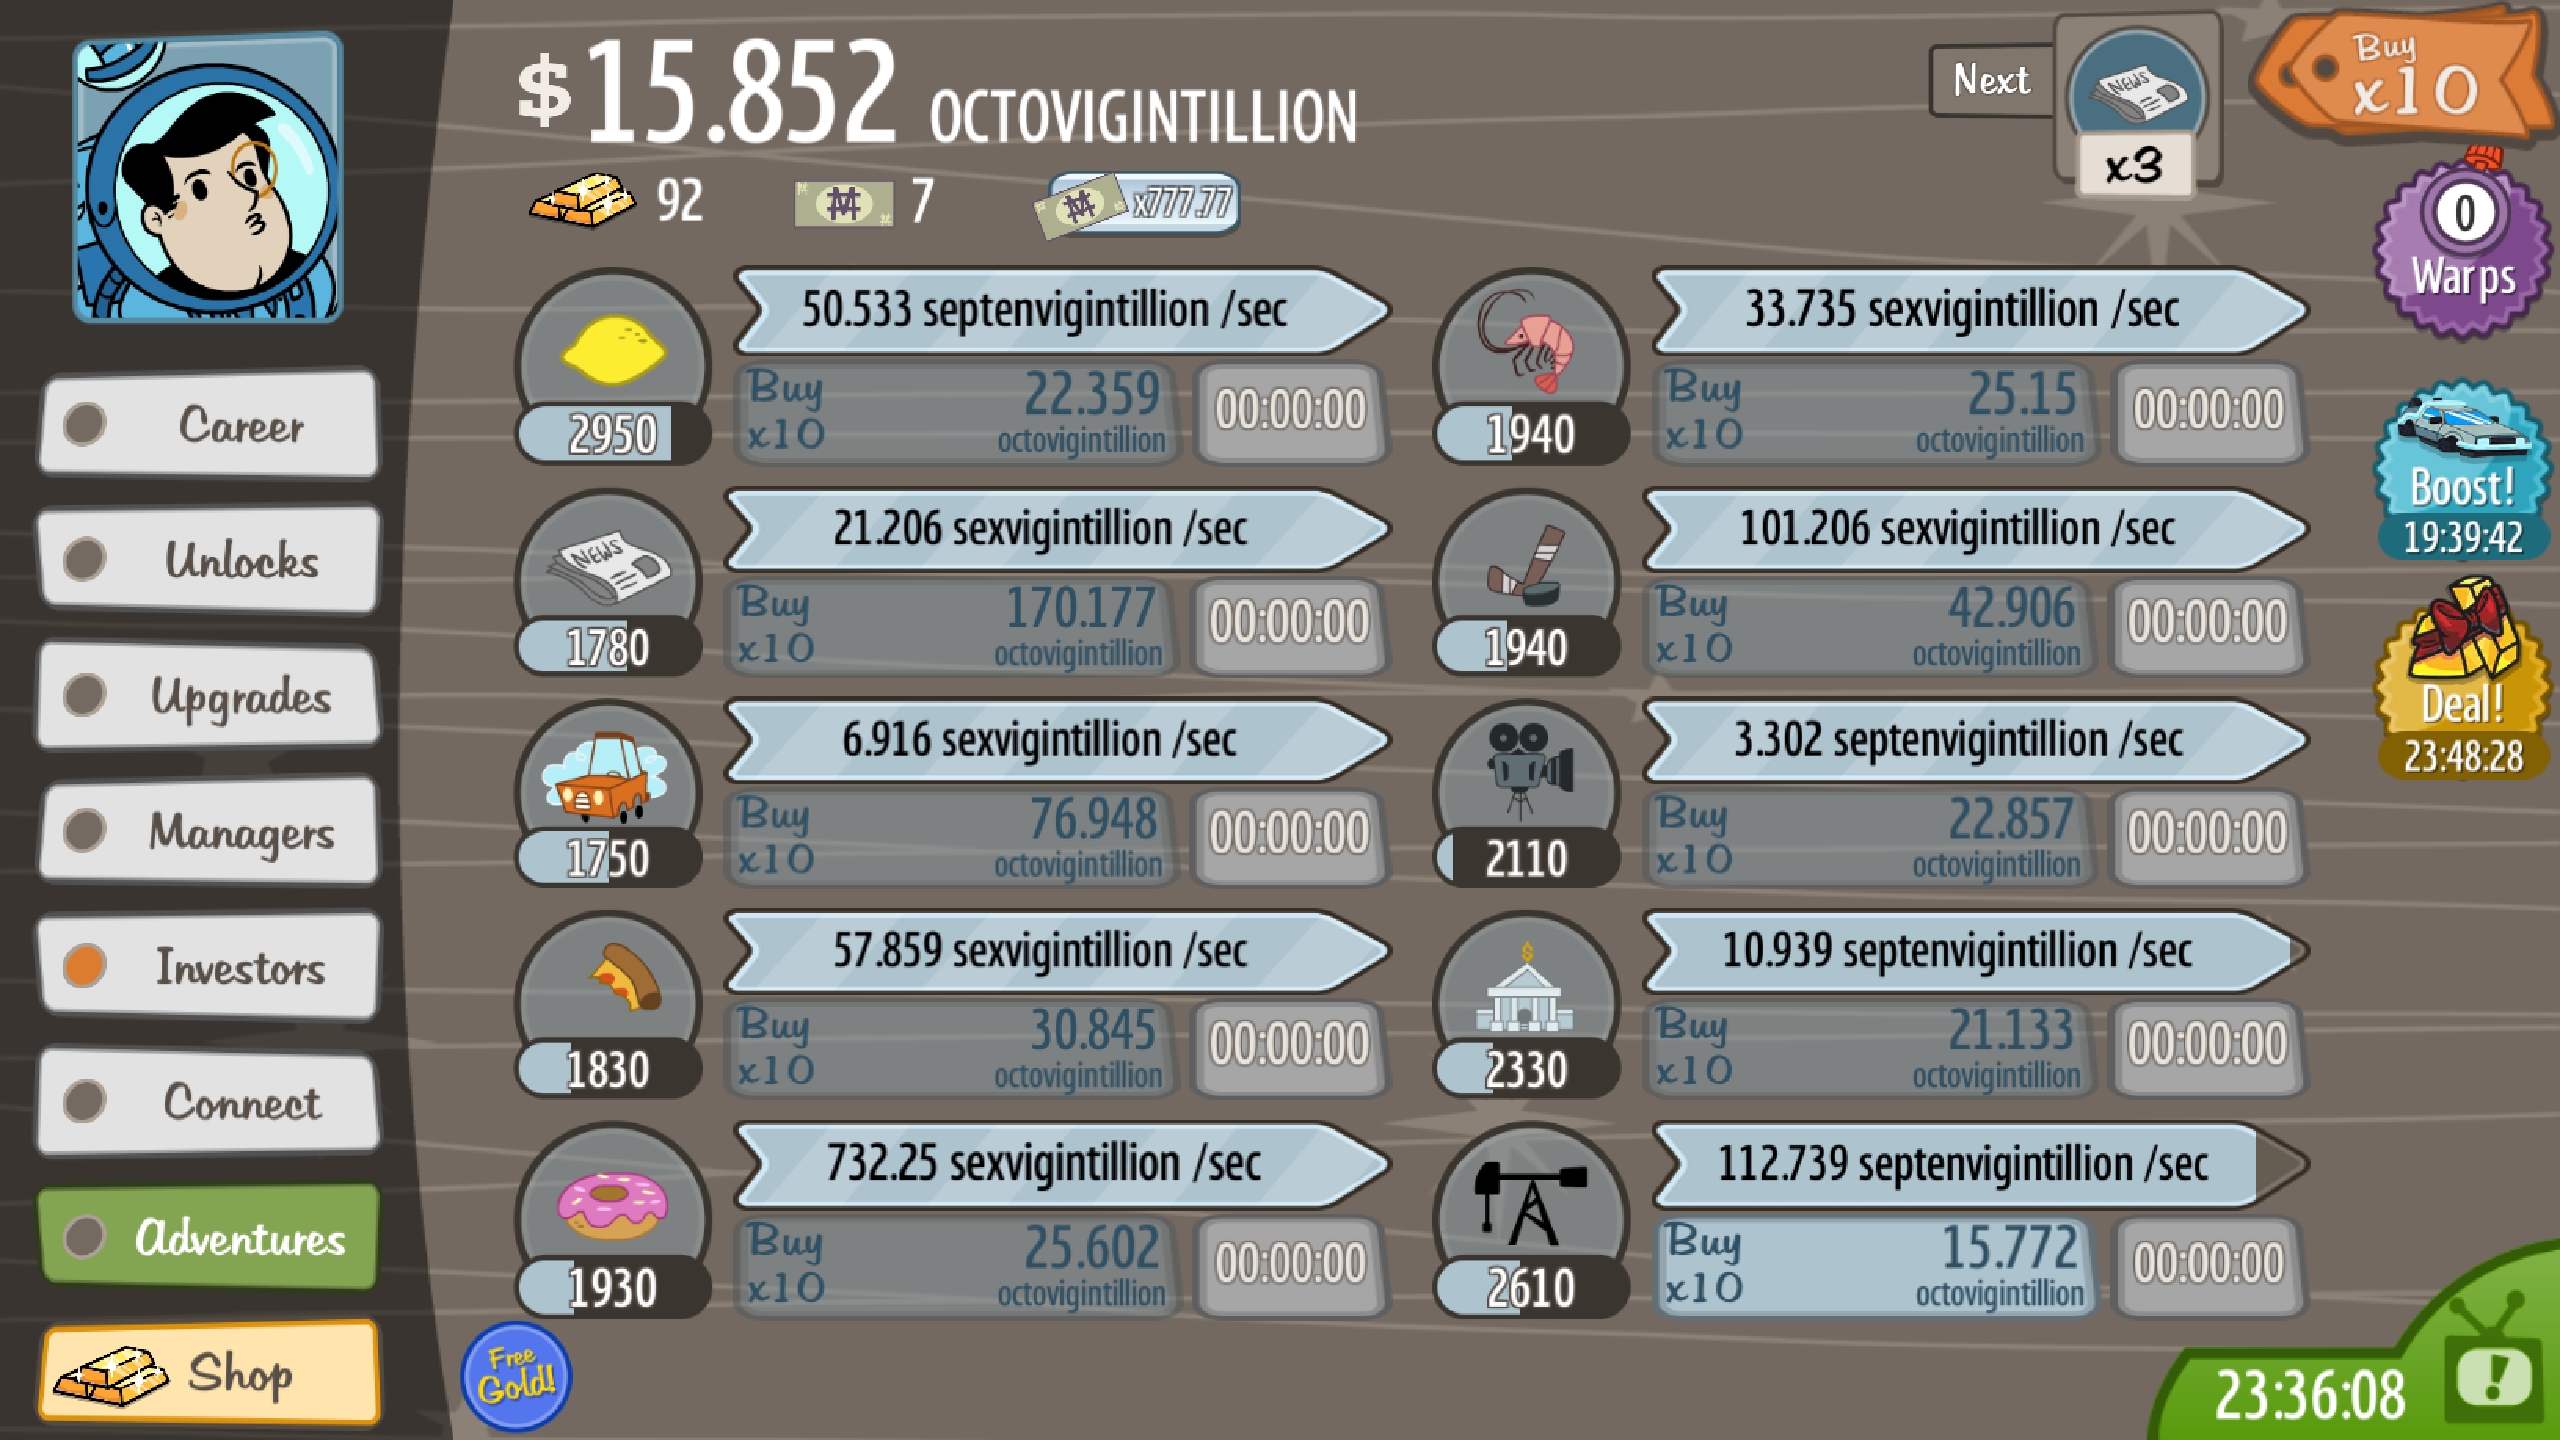 $15.852 OCTOVIGINTILLION
92 7 x777.77
Next
NEWS
x3
Buy
x10
0
Warps
Boost!
19:39:42
Deal!
23:48:28
Career
Unlocks
Upgrades
Managers
Investors
Connect
Adventures
Shop
50.533 septenvigintillion /sec
2950
Buy x10
22.359
octovigintillion
00:00:00
33.735 sexvigintillion /sec
1940
Buy x10
25.15
octovigintillion
00:00:00
21.206 sexvigintillion /sec
NEWS
1780
Buy x10
170.177
octovigintillion
00:00:00
101.206 sexvigintillion /sec
1940
Buy x10
42.906
octovigintillion
00:00:00
6.916 sexvigintillion /sec
1750
Buy x10
76.948
octovigintillion
00:00:00
3.302 septenvigintillion /sec
2110
Buy x10
22.857
octovigintillion
00:00:00
57.859 sexvigintillion /sec
1830
Buy x10
30.845
octovigintillion
00:00:00
10.939 septenvigintillion /sec
$
2330
Buy x10
21.133
octovigintillion
00:00:00
732.25 sexvigintillion /sec
1930
Buy x10
25.602
octovigintillion
00:00:00
112.739 septenvigintillion /sec
2610
Buy x10
15.772
octovigintillion
00:00:00
Free
Gold!
23:36:08
!